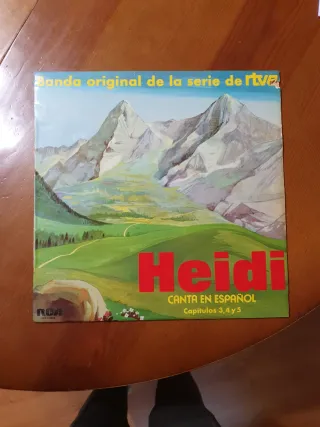 Banda original de la serie de rtve
Heidi
CANTA EN ESPAÑOL
Capítulos 3, 4 y 5
RCA